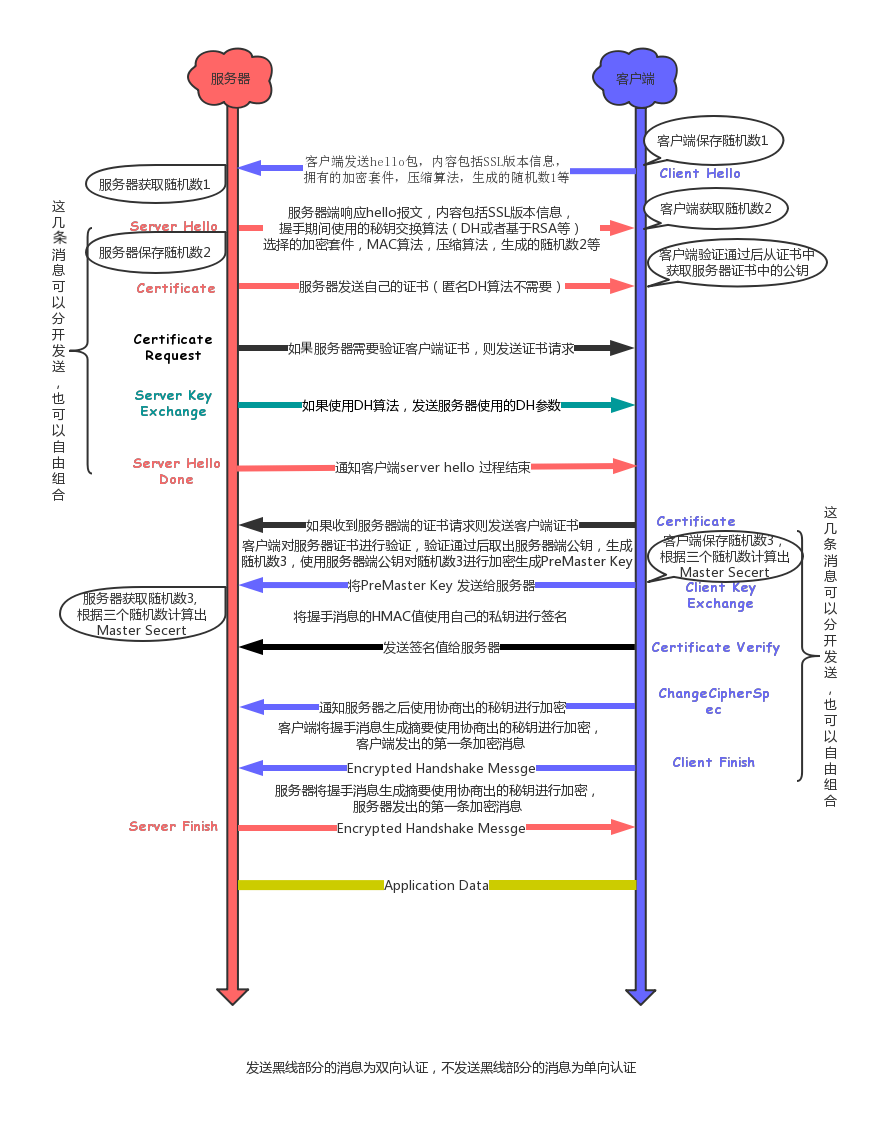 服务器
客户端
客户端保存随机数1
客户端发送hello包，内容包括SSL版本信息，
拥有的加密套件，压缩算法，生成的随机数1等
Client Hello
服务器获取随机数1
客户端获取随机数2
Server Hello
服务器端响应hello报文，内容包括SSL版本信息，
握手期间使用的秘钥交换算法（DH或者基于RSA等）
选择的加密套件，MAC算法，压缩算法，生成的随机数2等
服务器保存随机数2
客户端验证通过后从证书中
获取服务器证书中的公钥
Certificate
服务器发送自己的证书（匿名DH算法不需要）
Certificate
Request
如果服务器需要验证客户端证书，则发送证书请求
Server Key
Exchange
如果使用DH算法，发送服务器使用的DH参数
Server Hello
Done
通知客户端server hello 过程结束
这几条消息可以分开发送，也可以自由组合
如果收到服务器端的证书请求则发送客户端证书
Certificate
客户端对服务器证书进行验证，验证通过后取出服务器端公钥，生成
随机数3，使用服务器端公钥对随机数3进行加密生成PreMaster Key
客户端保存随机数3，
根据三个随机数计算出
Master Secert
将PreMaster Key 发送给服务器
Client Key
Exchange
服务器获取随机数3,
根据三个随机数计算出
Master Secert
将握手消息的HMAC值使用自己的私钥进行签名
发送签名值给服务器
Certificate Verify
通知服务器之后使用协商出的秘钥进行加密
ChangeCipherSp
ec
客户端将握手消息生成摘要使用协商出的秘钥进行加密，
客户端发出的第一条加密消息
Encrypted Handshake Messge
Client Finish
这几条消息可以分开发送，也可以自由组合
服务器将握手消息生成摘要使用协商出的秘钥进行加密，
服务器发出的第一条加密消息
Server Finish
Encrypted Handshake Messge
Application Data
发送黑线部分的消息为双向认证，不发送黑线部分的消息为单向认证